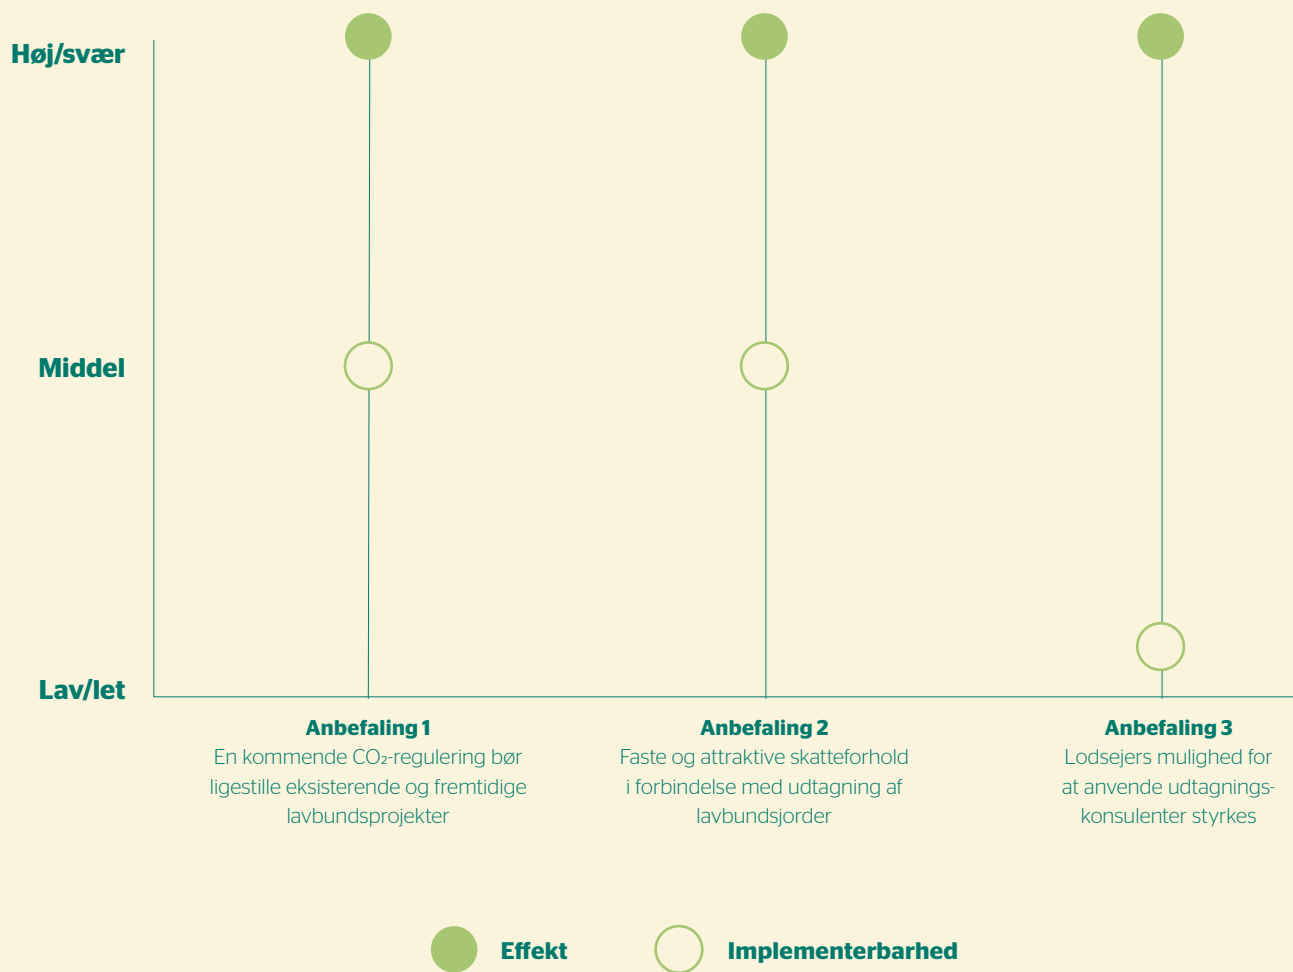 Høj/svær
Middel
Lav/let
Anbefaling 1
En kommende CO₂-regulering bør
ligestille eksisterende og fremtidige
lavbundsprojekter
Anbefaling 2
Faste og attraktive skatteforhold
i forbindelse med udtagning af
lavbundsjorder
Anbefaling 3
Lodsejers mulighed for
at anvende udtagnings-
konsulenter styrkes
Effekt
Implementerbarhed